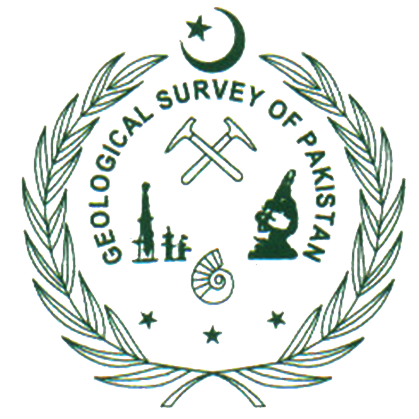 GEOLOGICAL SURVEY OF PAKISTAN